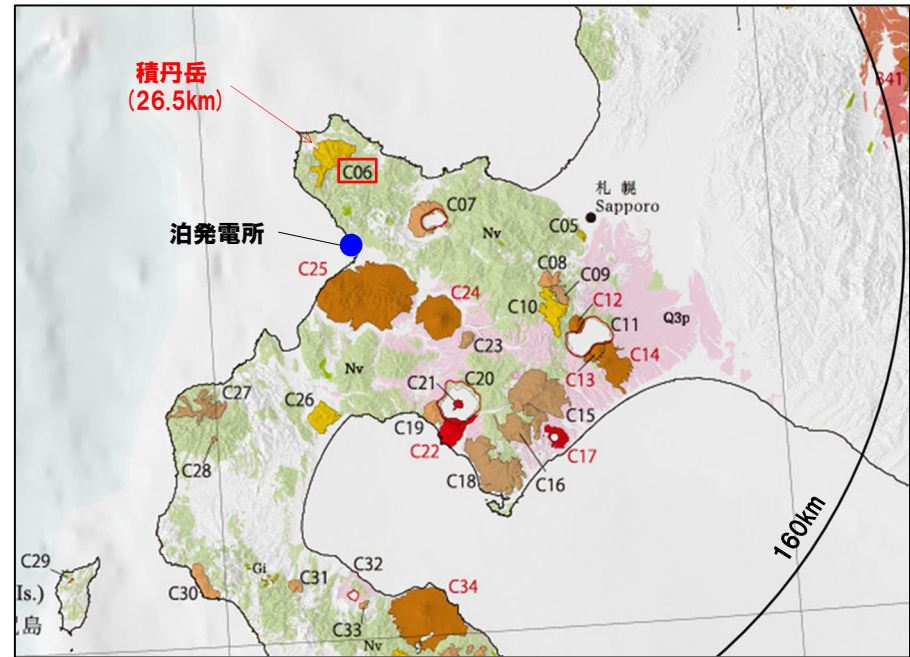 B41
積丹岳
(26.5km)
C06
札幌
Sapporo
C07
C05
Nv
泊発電所
C08
C25
C09
C24
C12
C10
C11
Q3p
C23
C14
Nv
C13
C20
C21
C27
C26
C15
C19
C22
C17
C28
C18
C16
160km
C29
C32
Gi
C31
C34
Is.)
C30
C33
島
Nv